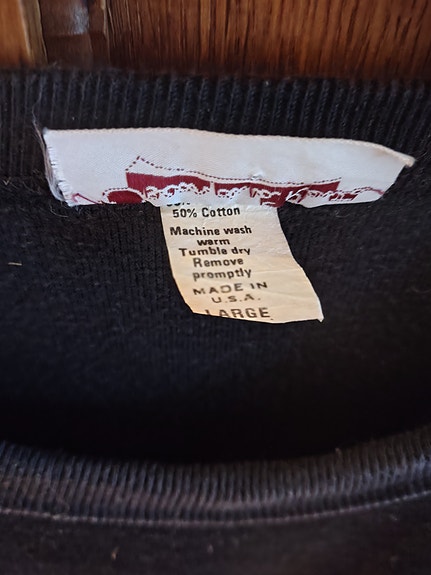 50% Cotton
Machine wash
warm
Tumble dry
Remove
promptly
MADE IN
U.S.A.
LARGE